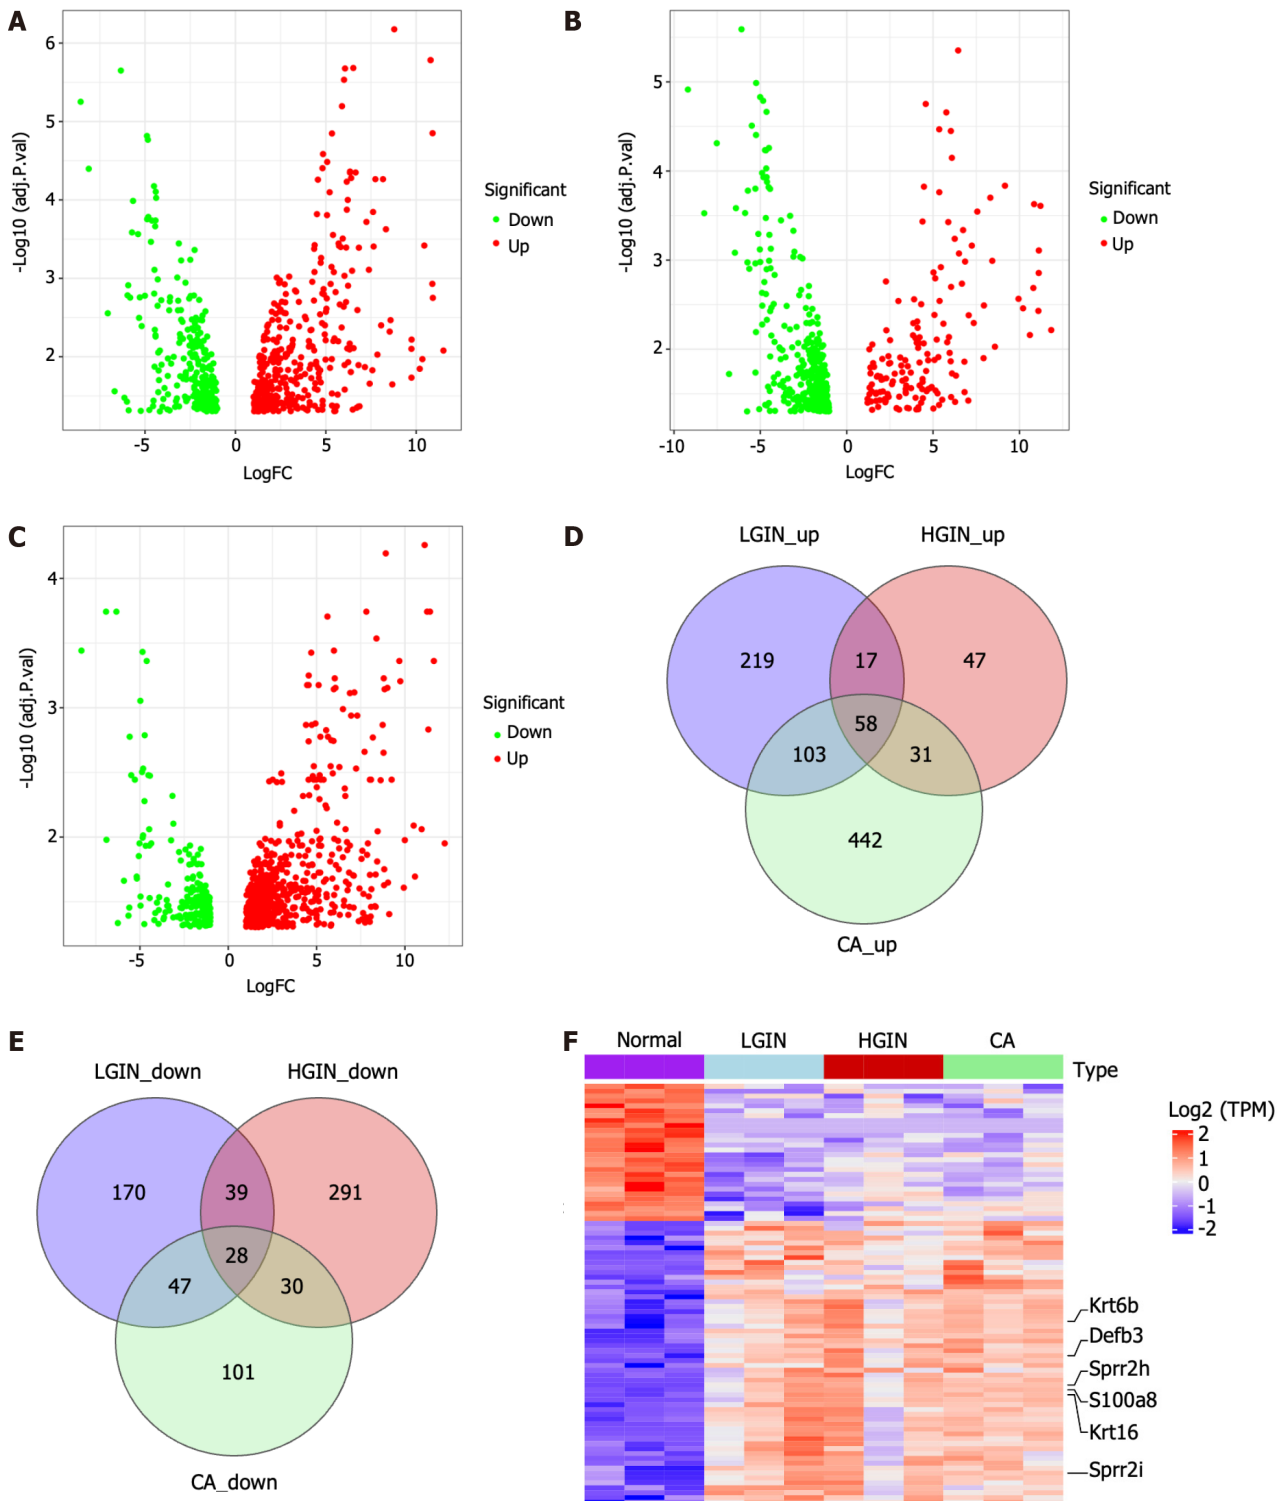 A
6
5
4
3
2
-5
0
5
10
LogFC
-Log10 (adj.P.val)
Significant
Down
Up
B
5
4
3
2
-10
-5
0
5
10
LogFC
-Log10 (adj.P.val)
Significant
Down
Up
C
4
3
2
-5
0
5
10
LogFC
-Log10 (adj.P.val)
Significant
Down
Up
D
LGIN_up
HGIN_up
219
17
47
58
103
31
442
CA_up
E
LGIN_down
HGIN_down
170
39
291
28
47
30
101
CA_down
F
Normal
LGIN
HGIN
CA
Type
Log2 (TPM)
2
1
0
-1
-2
Krt6b
Defb3
Sprr2h
S100a8
Krt16
Sprr2i